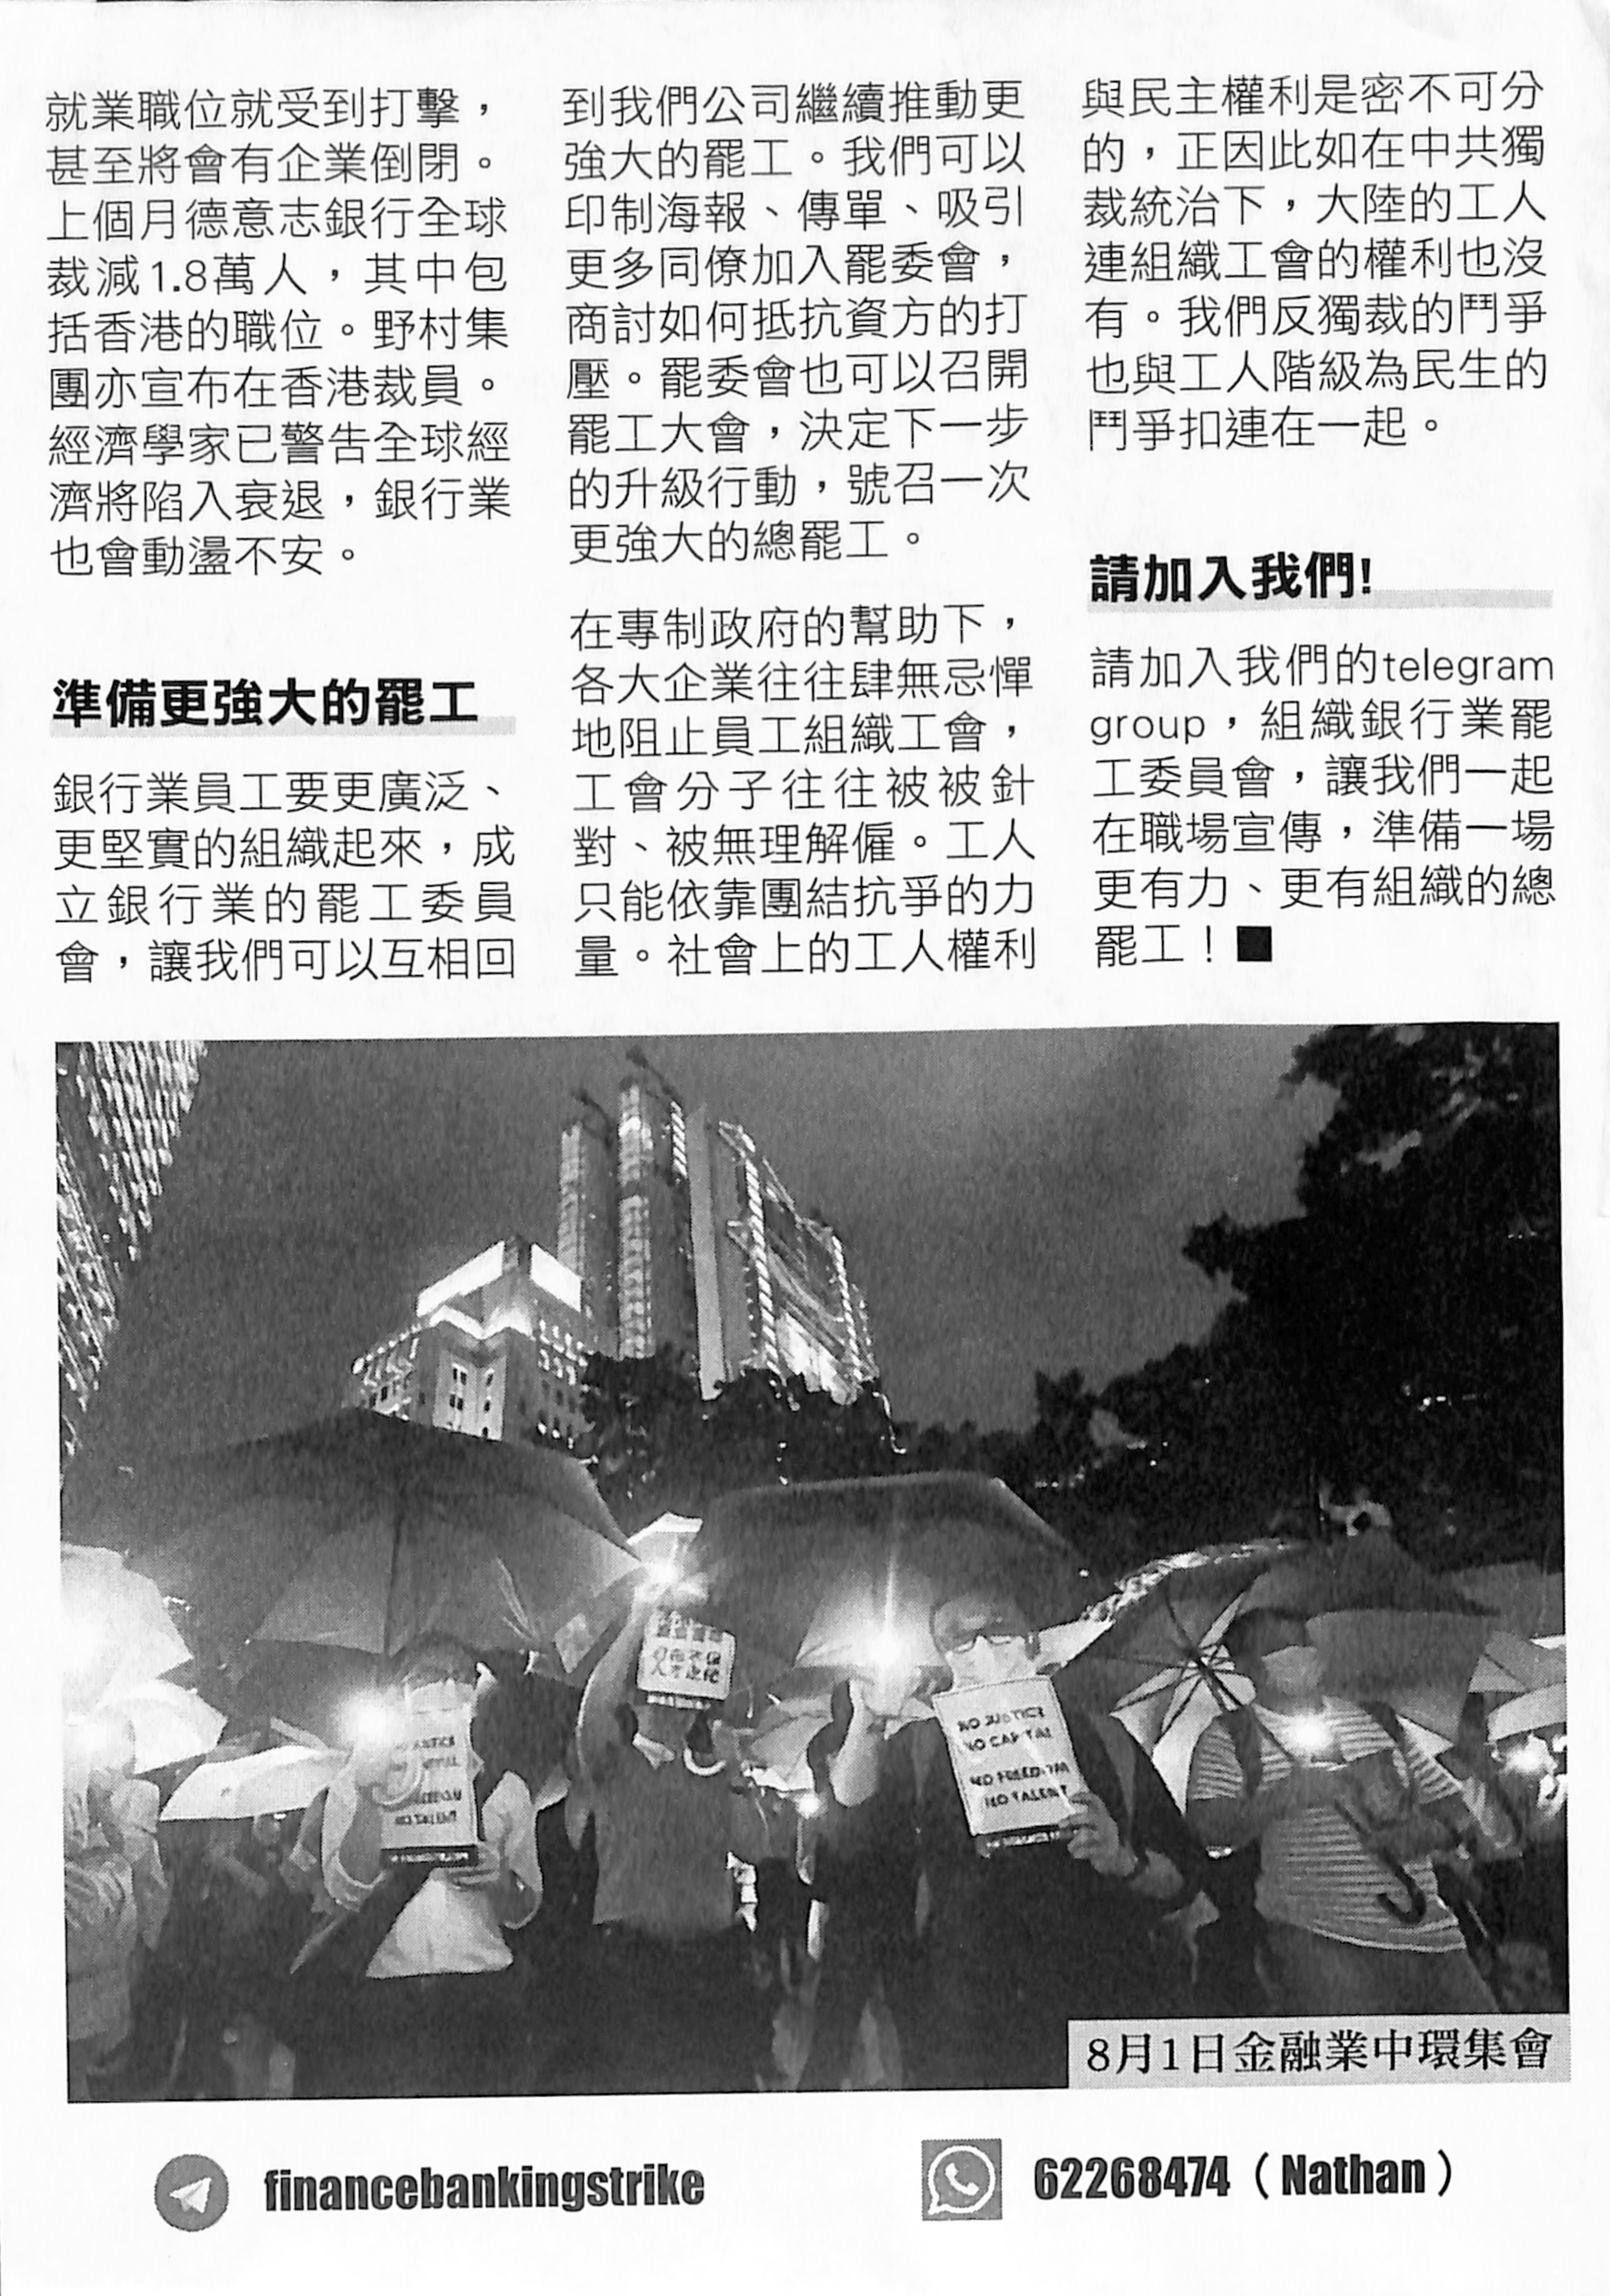 就業職位就受到打擊，
甚至將會有企業倒閉。
上個月德意志銀行全球
裁減1.8萬人，其中包
括香港的職位。野村集
團亦宣布在香港裁員。
經濟學家已警告全球經
濟將陷入衰退，銀行業
也會動盪不安。
準備更強大的罷工
銀行業員工要更廣泛、
更堅實的組織起來，成
立銀行業的罷工委員
會，讓我們可以互相回
到我們公司繼續推動更
強大的罷工。我們可以
印制海報、傳單、吸引
更多同僚加入罷委會，
商討如何抵抗資方的打
壓。罷委會也可以召開
罷工大會，決定下一步
的升級行動，號召一次
更強大的總罷工。
在專制政府的幫助下，
各大企業往往肆無忌憚
地阻止員工組織工會，
工會分子往往被被針
對、被無理解僱。工人
只能依靠團結抗爭的力
量。社會上的工人權利
與民主權利是密不可分
的，正因此如在中共獨
裁統治下，大陸的工人
連組織工會的權利也沒
有。我們反獨裁的鬥爭
也與工人階級為民生的
鬥爭扣連在一起。
請加入我們!
請加入我們的telegram
group，組織銀行業罷
工委員會，讓我們一起
在職場宣傳，準備一場
更有力、更有組織的總
罷工！■
NO JUSTICE
NO CAPITAL
NO FREEDOM
NO TALENT
8月1日金融業中環集會
financebankingstrike
62268474（Nathan）